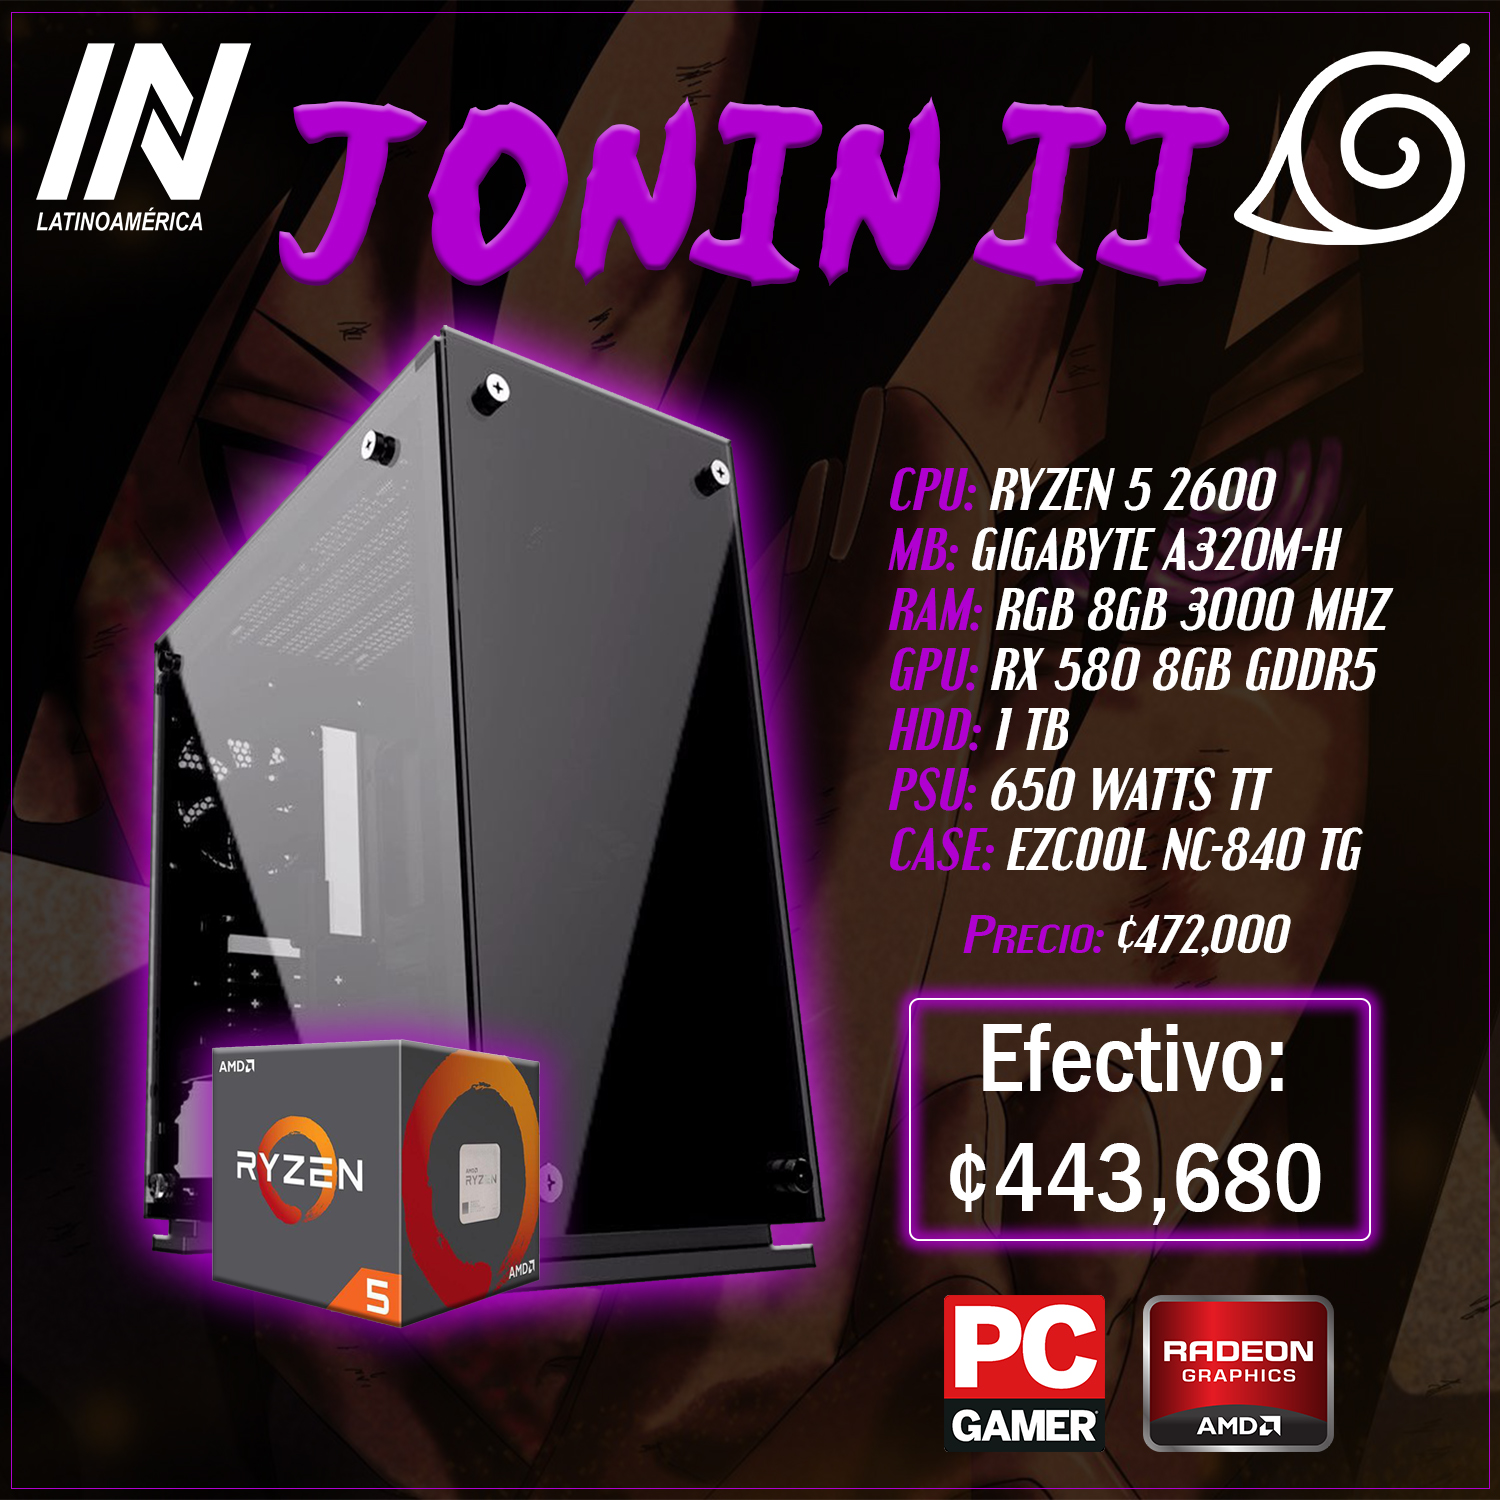 IN
LATINOAMÉRICA
JONIN II
CPU: RYZEN 5 2600
MB: GIGABYTE A320M-H
RAM: RGB 8GB 3000 MHZ
GPU: RX 580 8GB GDDR5
HDD: 1 TB
PSU: 650 WATTS TT
CASE: EZCOOL NC-840 TG
PRECIO: ¢472,000
Efectivo:
¢443,680
AMD
RYZEN
5
AMD
RYZEN
AMD
PC
GAMER
RADEON
GRAPHICS
AMD